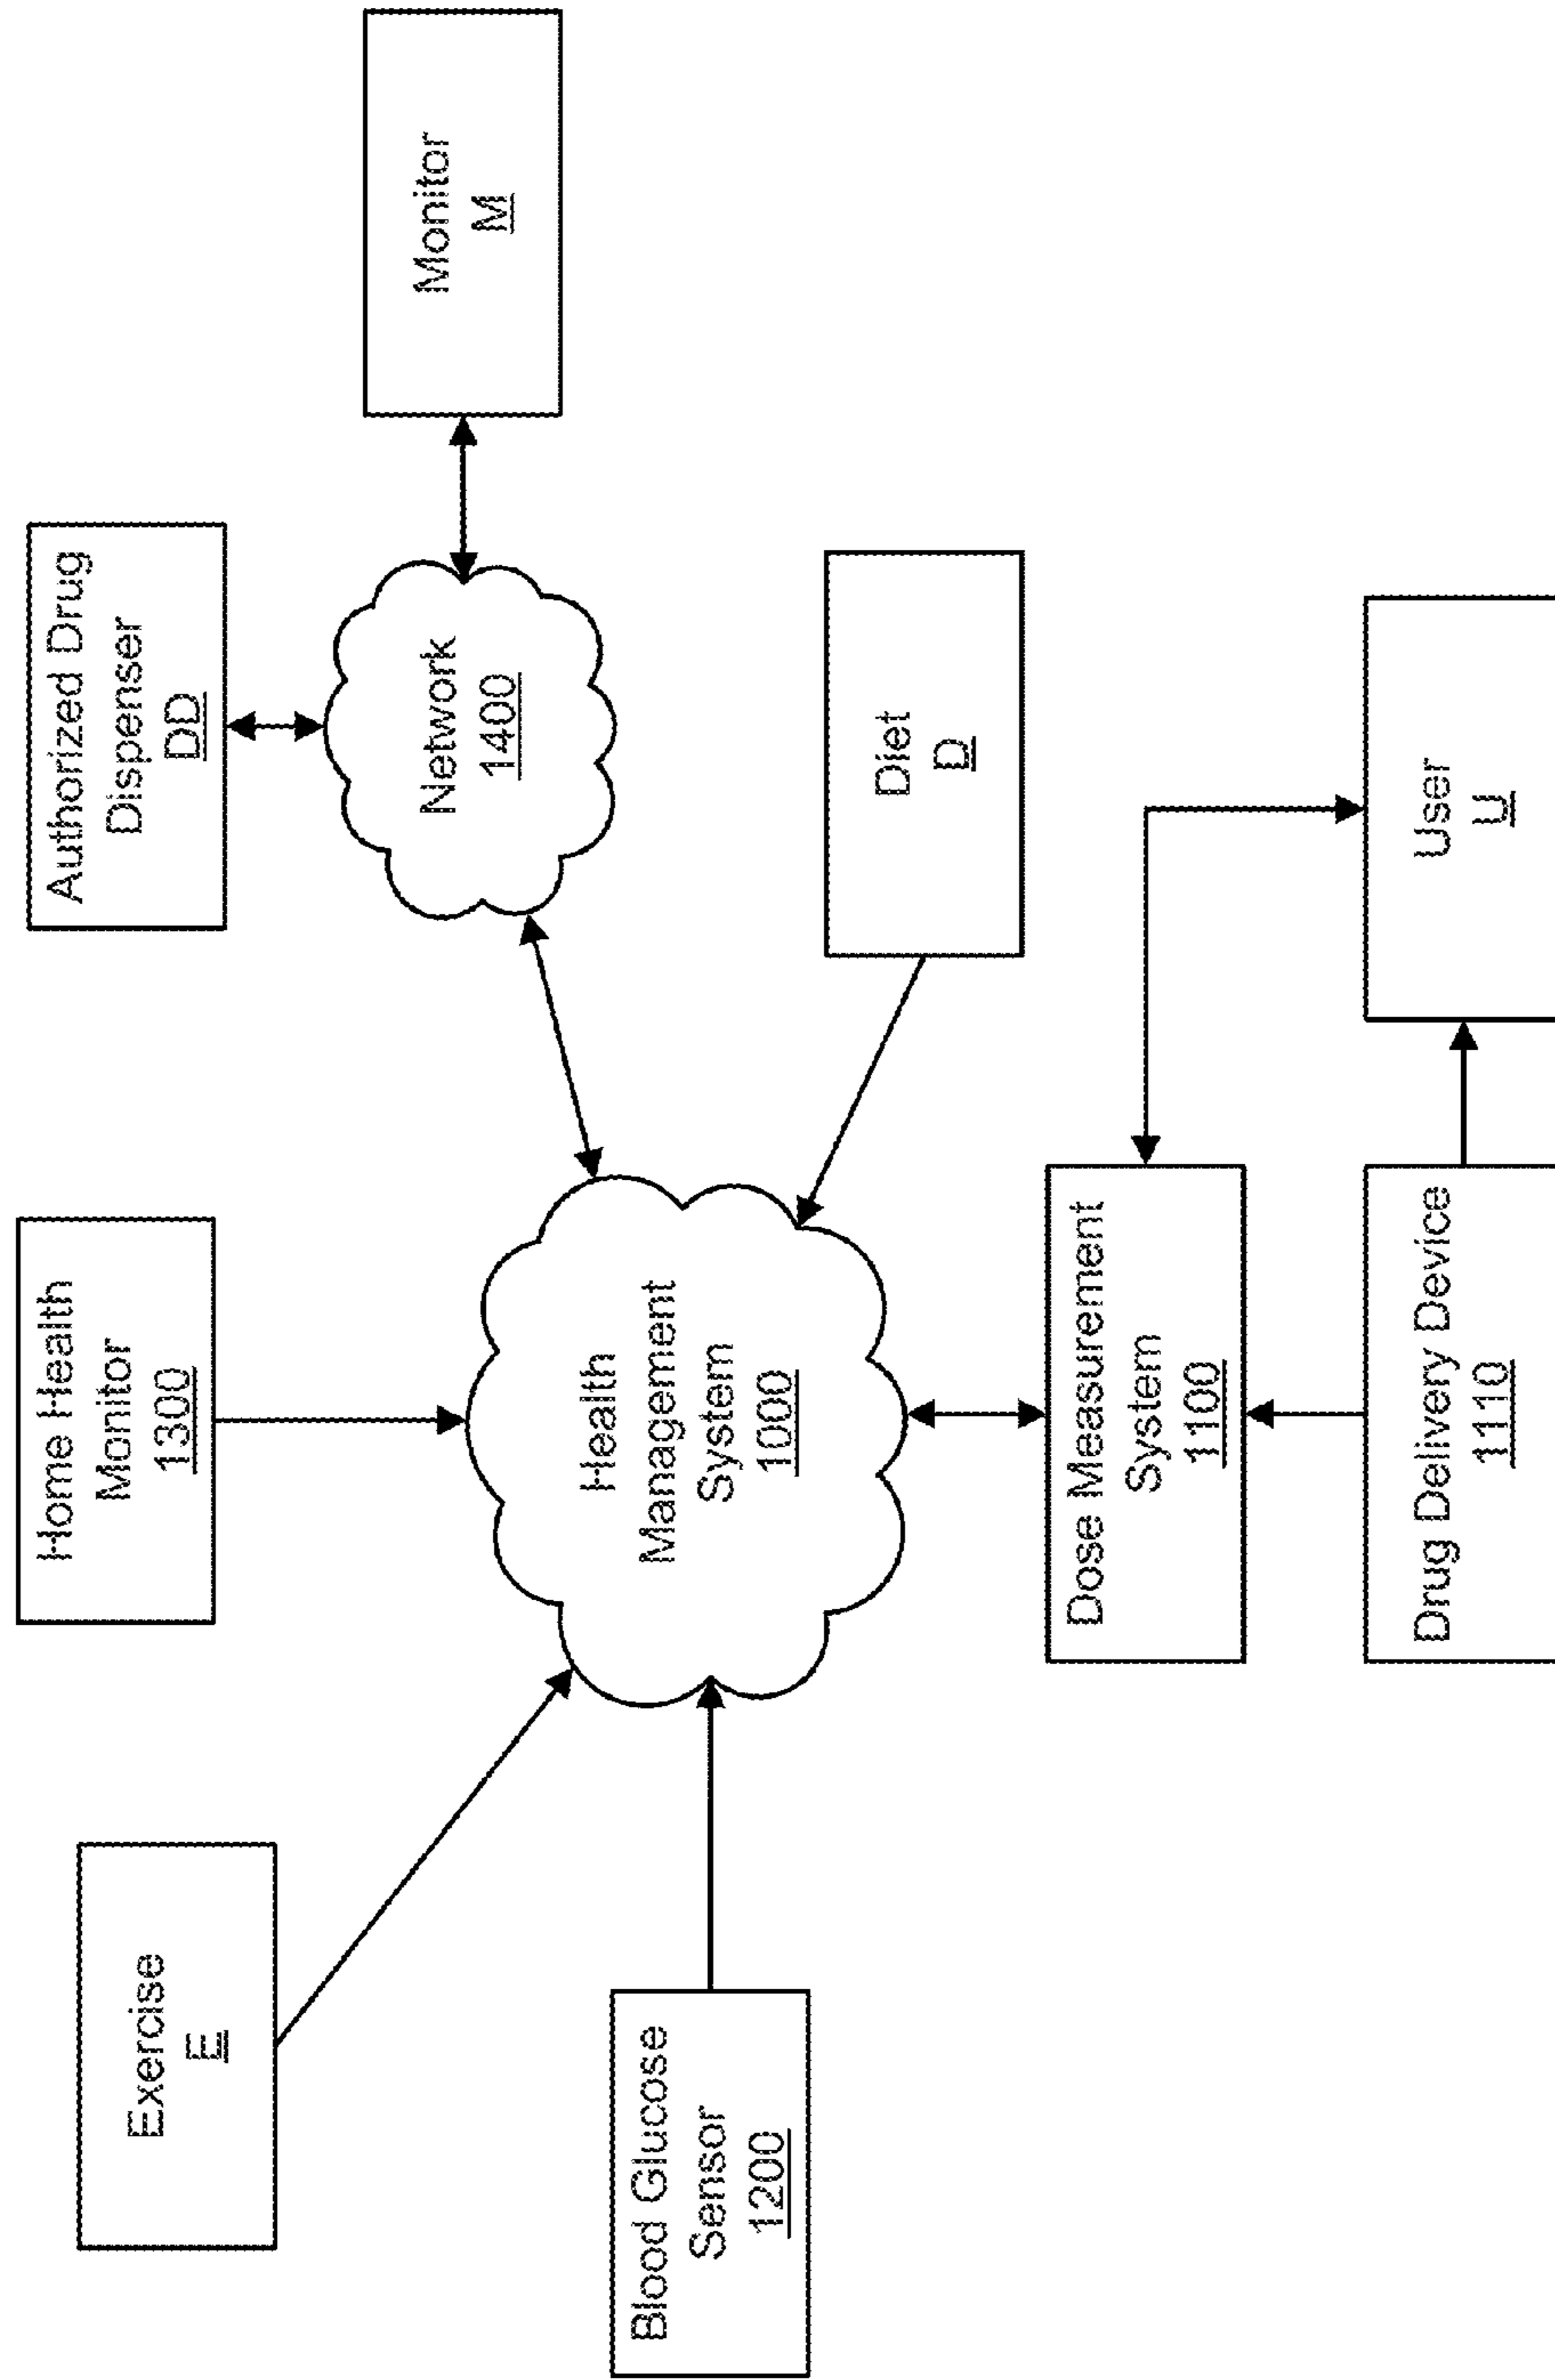 Exercise
E
Home Health
Monitor
1300
Authorized Drug
Dispenser
DD
Network
1400
Monitor
M
Blood Glucose
Sensor
1200
Health
Management
System
1000
Diet
D
Dose Measurement
System
1100
Drug Delivery Device
1110
User
U